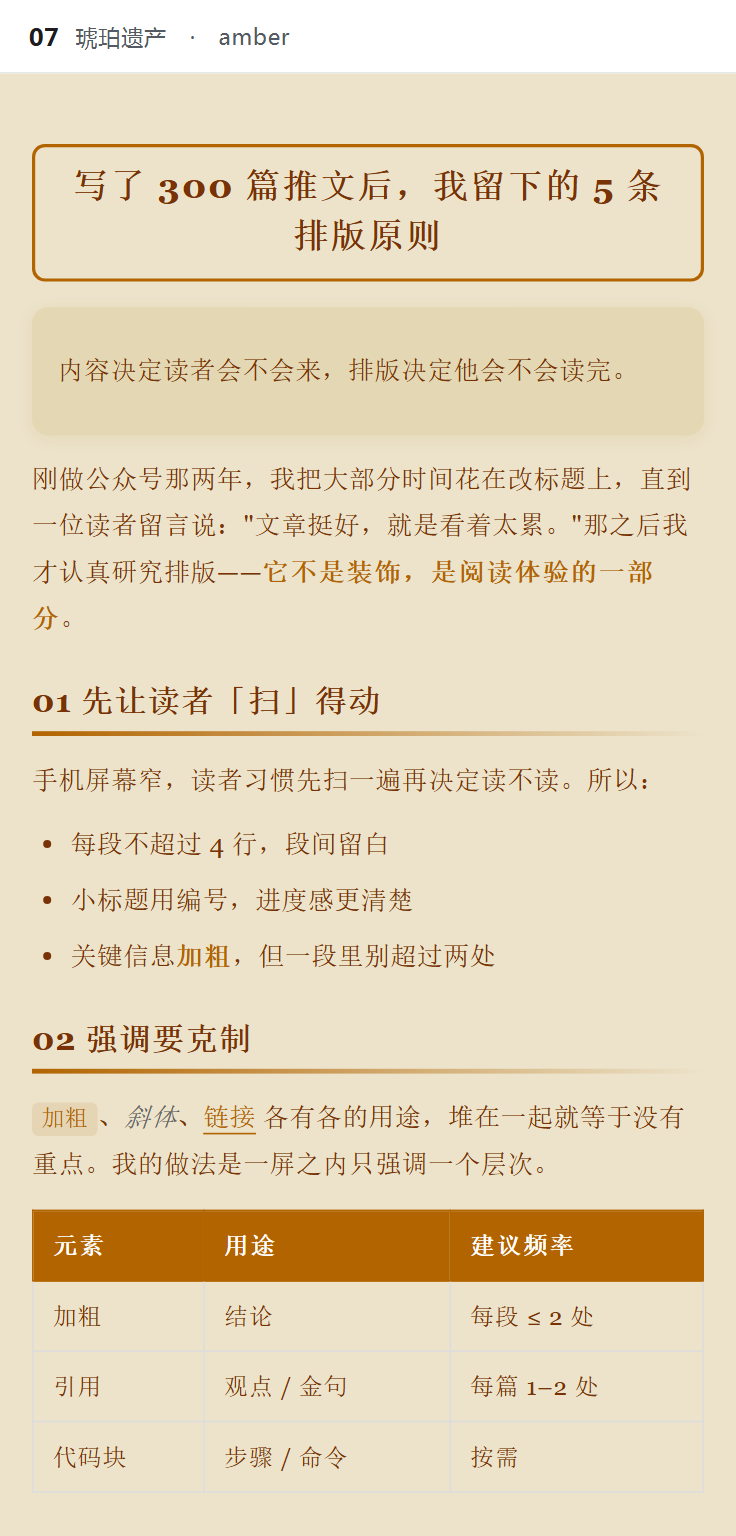 07 琥珀遗产 · amber
写了 300 篇推文后，我留下的 5 条
排版原则
内容决定读者会不会来，排版决定他会不会读完。
刚做公众号那两年，我把大部分时间花在改标题上，直到
一位读者留言说："文章挺好，就是看着太累。"那之后我
才认真研究排版——它不是装饰，是阅读体验的一部
分。
01 先让读者「扫」得动
手机屏幕窄，读者习惯先扫一遍再决定读不读。所以：
• 每段不超过 4 行，段间留白
• 小标题用编号，进度感更清楚
• 关键信息加粗，但一段里别超过两处
02 强调要克制
加粗、斜体、链接 各有各的用途，堆在一起就等于没有
重点。我的做法是一屏之内只强调一个层次。
元素 用途 建议频率
加粗 结论 每段 ≤ 2 处
引用 观点 / 金句 每篇 1–2 处
代码块 步骤 / 命令 按需